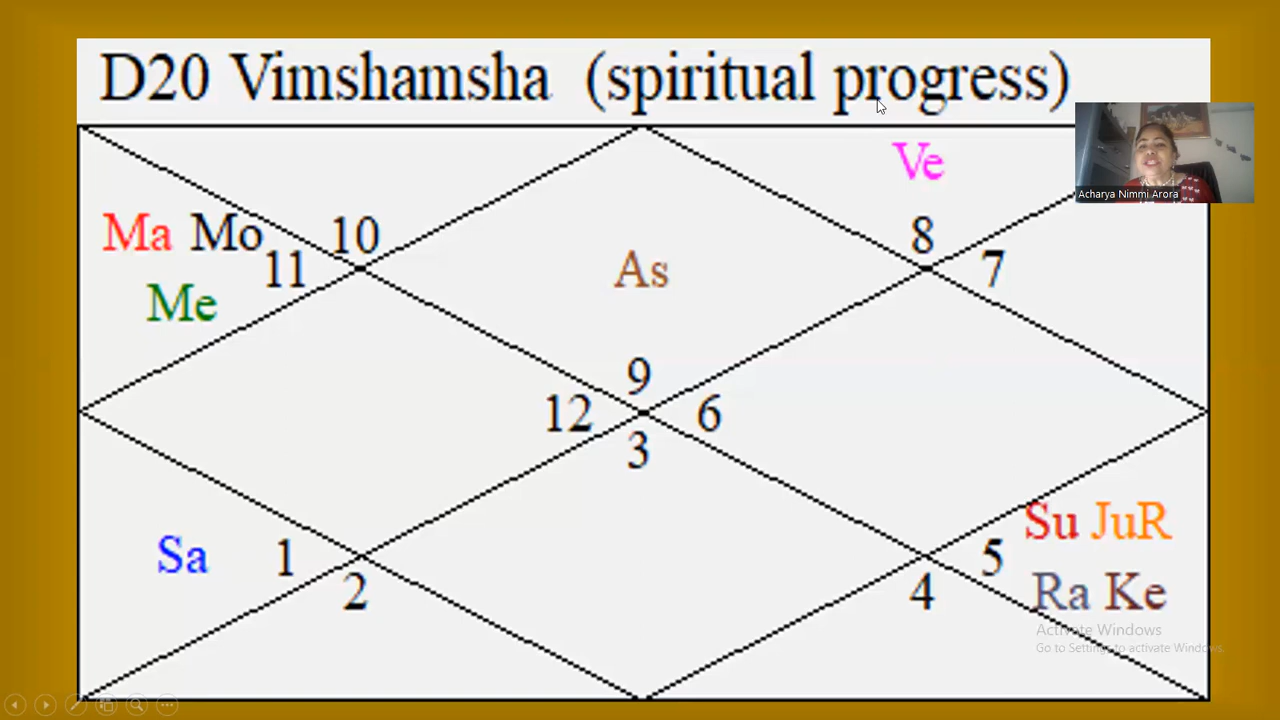 D20 Vimshamsha (spiritual progress)
Ve
Acharya Nimmi Arora
Ma Mo 10 8
11 As 7
Me
9
12 6
3
Su JuR
Sa 1 5
2 4 Ra Ke
Activate Windows
Go to Settings to activate Windows.